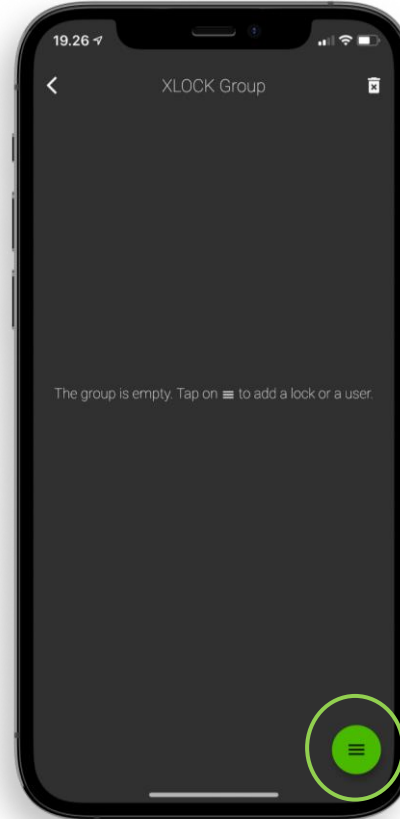 19.26
XLOCK Group
The group is empty. Tap on ≡ to add a lock or a user.